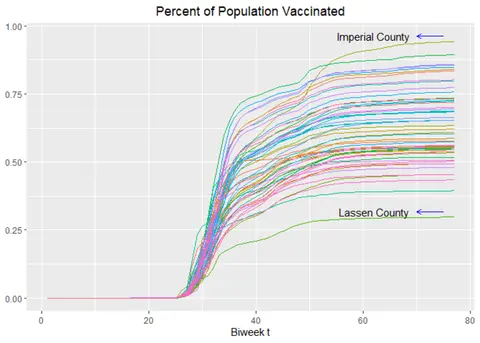 Percent of Population Vaccinated
1.00
Imperial County
0.75
0.50
0.25
Lassen County
0.00
0 20 40 60 80
Biweek t